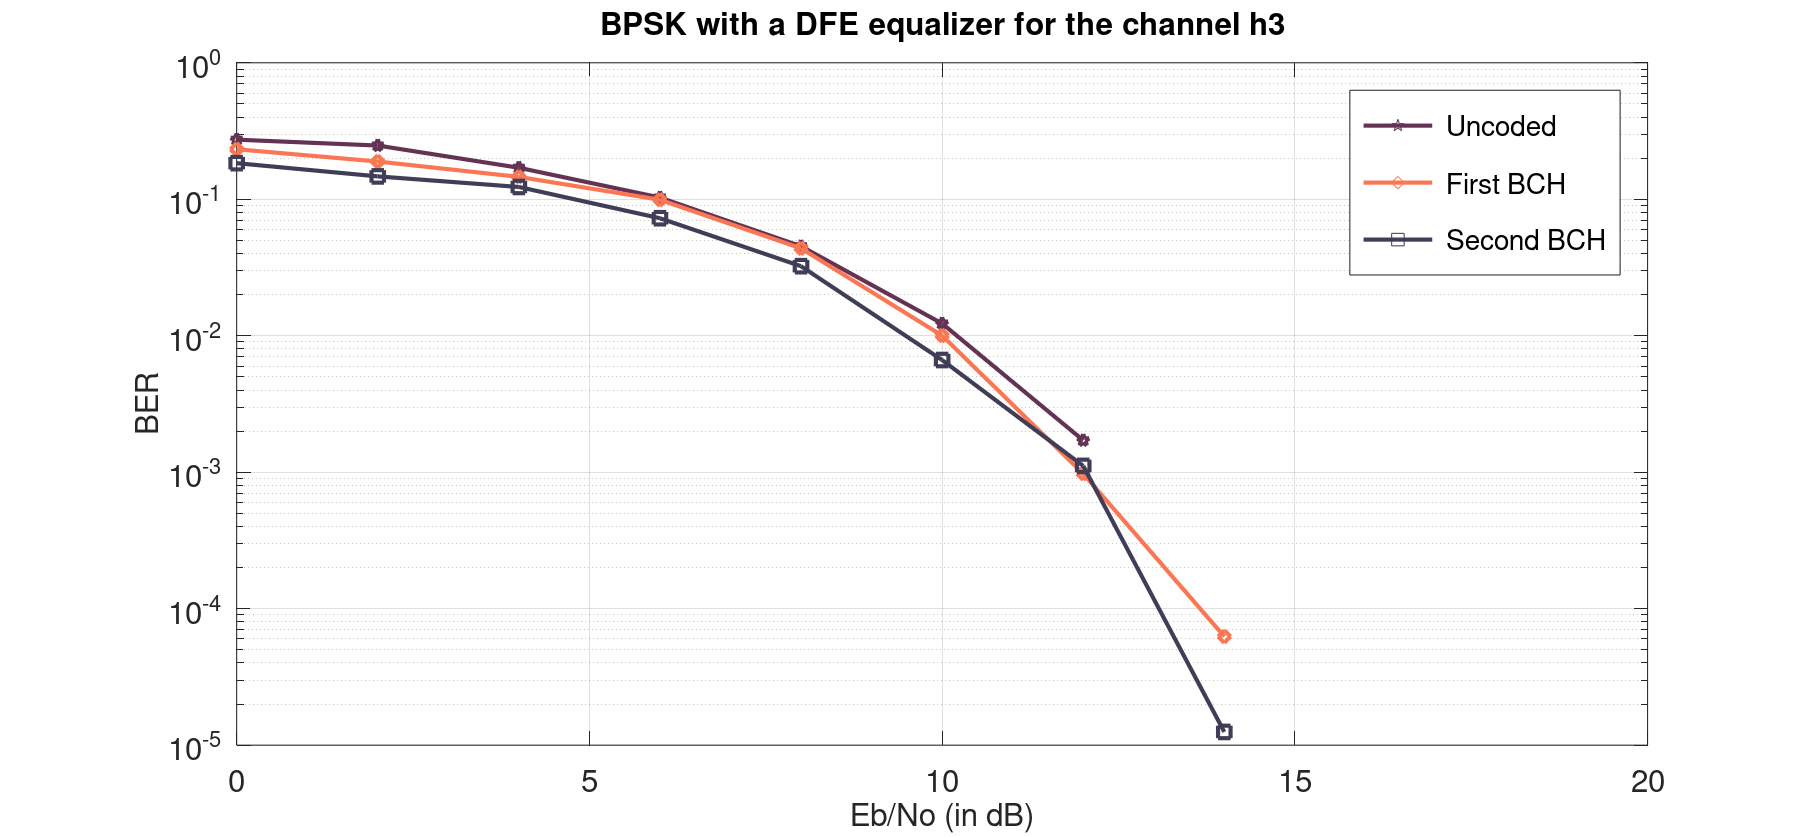 BPSK with a DFE equalizer for the channel h3
10^0
10^-1
10^-2
10^-3
10^-4
10^-5
BER
0 5 10 15 20
Eb/No (in dB)
Uncoded
First BCH
Second BCH